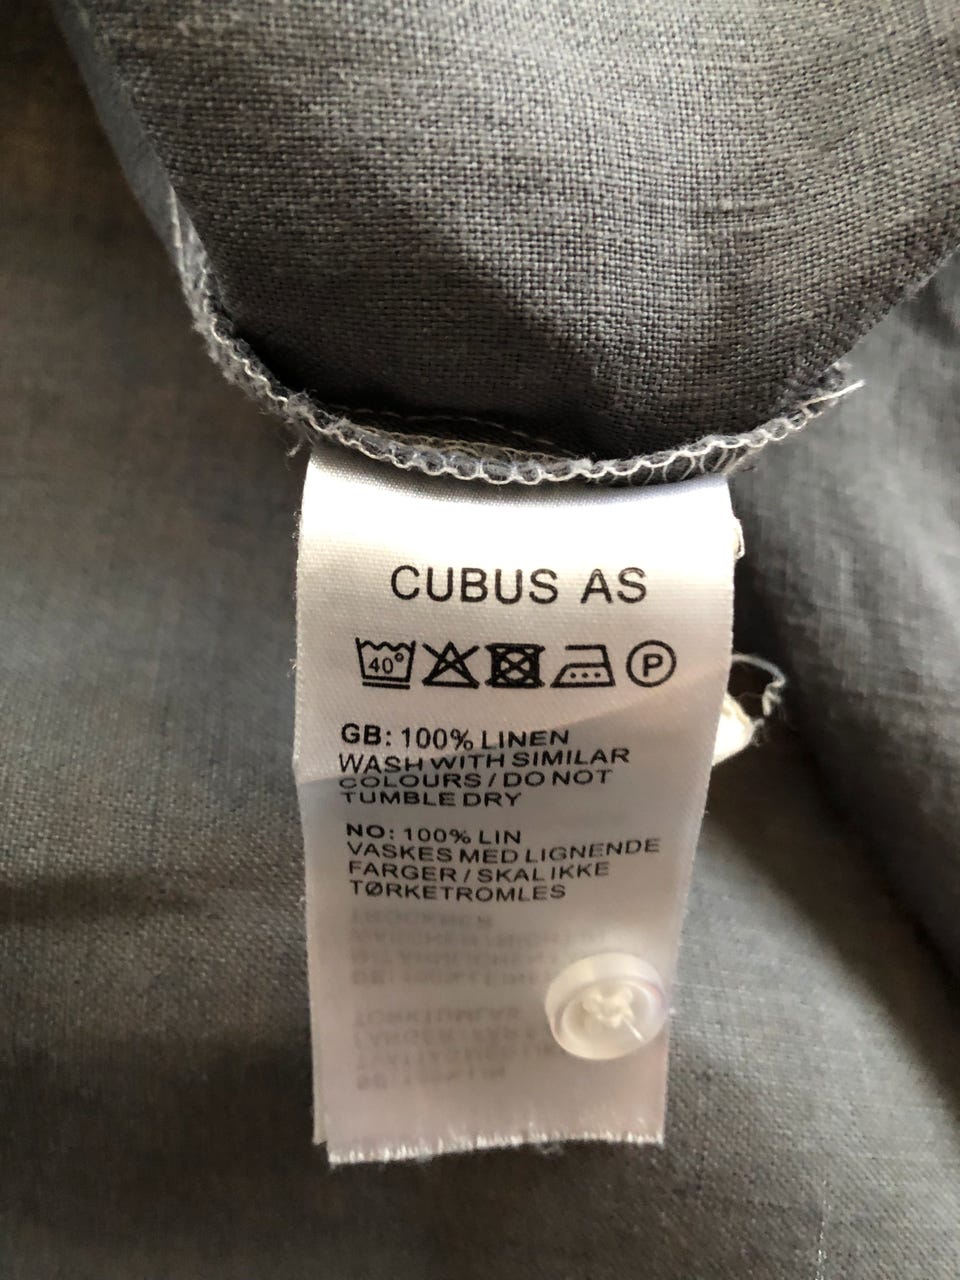 CUBUS AS
40° P
GB: 100% LINEN
WASH WITH SIMILAR
COLOURS / DO NOT
TUMBLE DRY
NO: 100% LIN
VASKES MED LIGNENDE
FARGER / SKAL IKKE
TØRKETROMLES